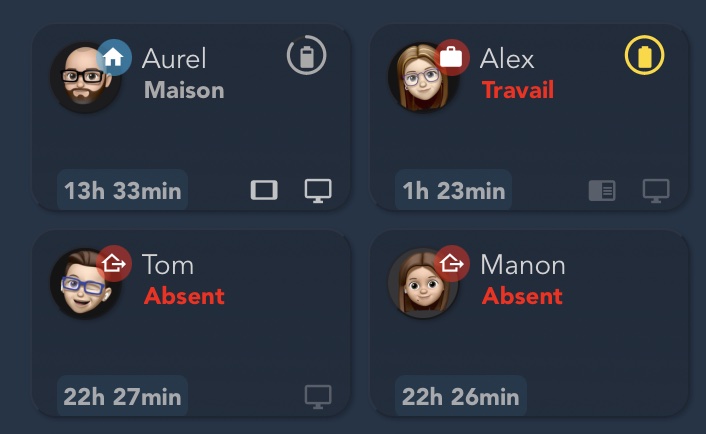 Aurel
Maison
13h 33min
Alex
Travail
1h 23min
Tom
Absent
22h 27min
Manon
Absent
22h 26min